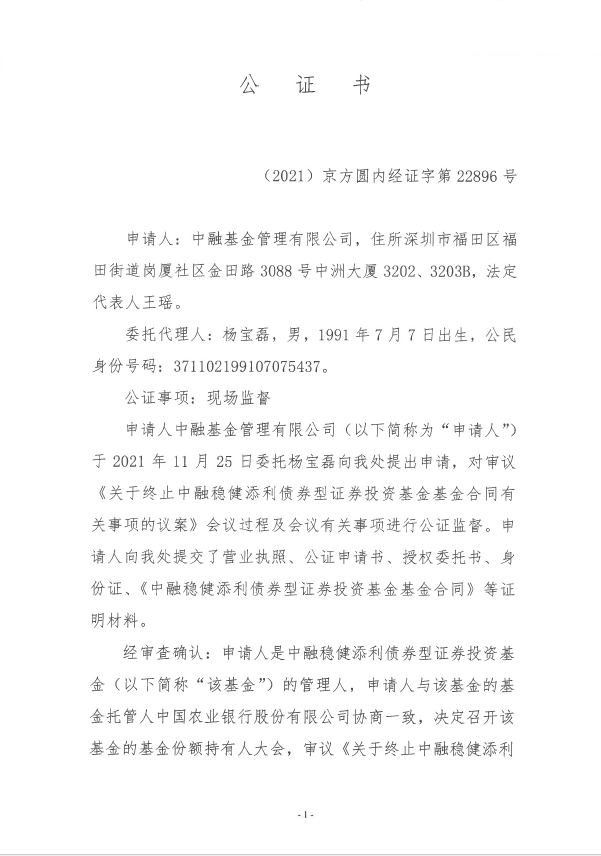 公 证 书
（2021）京方圆内经证字第 22896 号
申请人：中融基金管理有限公司，住所深圳市福田区福
田街道岗厦社区金田路 3088 号中洲大厦 3202、3203B，法定
代表人王瑶。
委托代理人：杨宝磊，男，1991 年 7 月 7 日出生，公民
身份号码：371102199107075437。
公证事项：现场监督
申请人中融基金管理有限公司（以下简称为“申请人”）
于 2021 年 11 月 25 日委托杨宝磊向我处提出申请，对审议
《关于终止中融稳健添利债券型证券投资基金基金合同有
关事项的议案》会议过程及会议有关事项进行公证监督。申
请人向我处提交了营业执照、公证申请书、授权委托书、身
份证、《中融稳健添利债券型证券投资基金基金合同》等证
明材料。
经审查确认：申请人是中融稳健添利债券型证券投资基
金（以下简称“该基金”）的管理人，申请人与该基金的基
金托管人中国农业银行股份有限公司协商一致，决定召开该
基金的基金份额持有人大会，审议《关于终止中融稳健添利
- 1 -